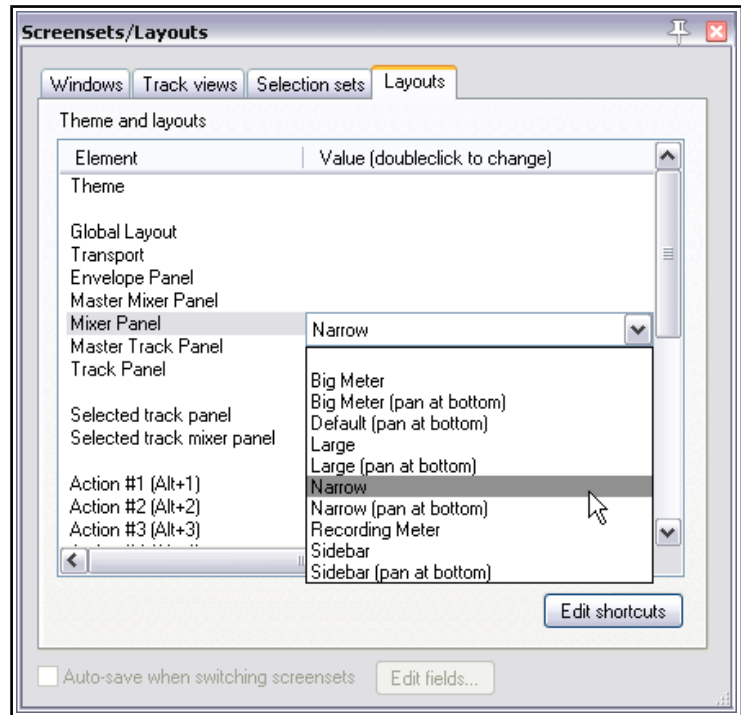 Screensets/Layouts
Windows Track views Selection sets Layouts
Theme and layouts
Element Value (doubleclick to change)
Theme
Global Layout
Transport
Envelope Panel
Master Mixer Panel
Mixer Panel Narrow
Master Track Panel
Track Panel
Selected track panel
Selected track mixer panel
Action #1 (Alt+1)
Action #2 (Alt+2)
Action #3 (Alt+3)
Big Meter
Big Meter (pan at bottom)
Default (pan at bottom)
Large
Large (pan at bottom)
Narrow
Narrow (pan at bottom)
Recording Meter
Sidebar
Sidebar (pan at bottom)
Edit shortcuts
Auto-save when switching screensets Edit fields...